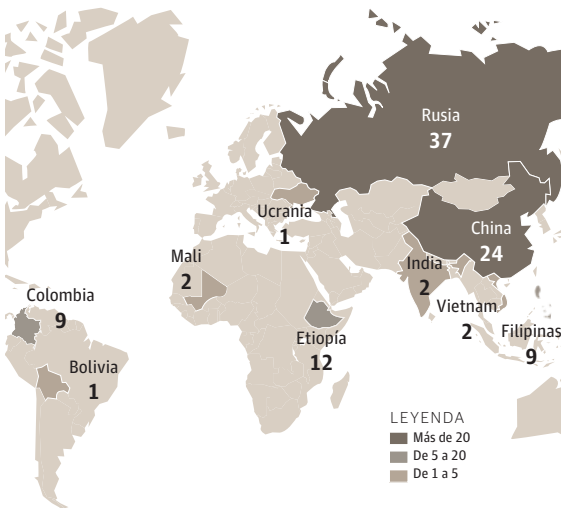 Rusia
37
Ucrania
1
China
24
Mali
2
India
2
Colombia
9
Vietnam
2
Filipinas
9
Etiopía
12
Bolivia
1
LEYENDA
Más de 20
De 5 a 20
De 1 a 5